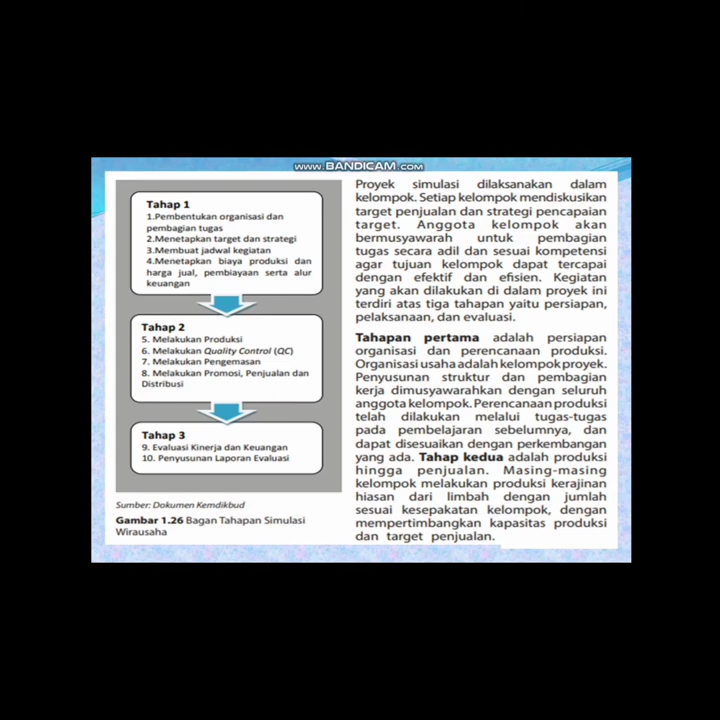 www.BANDICAM.com
Tahap 1
1.Pembentukan organisasi dan
pembagian tugas
2.Menetapkan target dan strategi
3.Membuat jadwal kegiatan
4.Menetapkan biaya produksi dan
harga jual, pembiayaan serta alur
keuangan
Tahap 2
5. Melakukan Produksi
6. Melakukan Quality Control (QC)
7. Melakukan Pengemasan
8. Melakukan Promosi, Penjualan dan
Distribusi
Tahap 3
9. Evaluasi Kinerja dan Keuangan
10. Penyusunan Laporan Evaluasi
Sumber: Dokumen Kemdikbud
Gambar 1.26 Bagan Tahapan Simulasi
Wirausaha
Proyek simulasi dilaksanakan dalam
kelompok. Setiap kelompok mendiskusikan
target penjualan dan strategi pencapaian
target. Anggota kelompok akan
bermusyawarah untuk pembagian
tugas secara adil dan sesuai kompetensi
agar tujuan kelompok dapat tercapai
dengan efektif dan efisien. Kegiatan
yang akan dilakukan di dalam proyek ini
terdiri atas tiga tahapan yaitu persiapan,
pelaksanaan, dan evaluasi.
Tahapan pertama adalah persiapan
organisasi dan perencanaan produksi.
Organisasi usaha adalah kelompok proyek.
Penyusunan struktur dan pembagian
kerja dimusyawarahkan dengan seluruh
anggota kelompok. Perencanaan produksi
telah dilakukan melalui tugas-tugas
pada pembelajaran sebelumnya, dan
dapat disesuaikan dengan perkembangan
yang ada. Tahap kedua adalah produksi
hingga penjualan. Masing-masing
kelompok melakukan produksi kerajinan
hiasan dari limbah dengan jumlah
sesuai kesepakatan kelompok, dengan
mempertimbangkan kapasitas produksi
dan target penjualan.